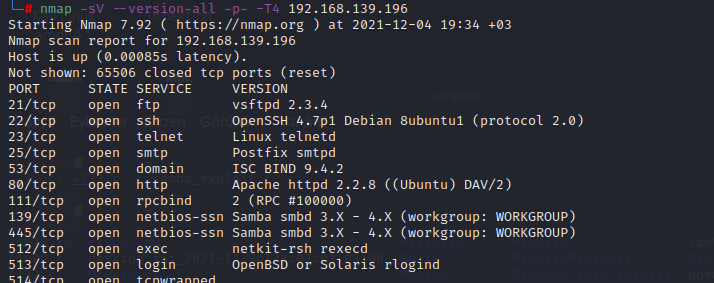 # nmap -sV --version-all -p- -T4 192.168.139.196
Starting Nmap 7.92 ( https://nmap.org ) at 2021-12-04 19:34 +03
Nmap scan report for 192.168.139.196
Host is up (0.00085s latency).
Not shown: 65506 closed tcp ports (reset)
PORT STATE SERVICE VERSION
21/tcp open ftp vsftpd 2.3.4
22/tcp open ssh OpenSSH 4.7p1 Debian 8ubuntu1 (protocol 2.0)
23/tcp open telnet Linux telnetd
25/tcp open smtp Postfix smtpd
53/tcp open domain ISC BIND 9.4.2
80/tcp open http Apache httpd 2.2.8 ((Ubuntu) DAV/2)
111/tcp open rpcbind 2 (RPC #100000)
139/tcp open netbios-ssn Samba smbd 3.X - 4.X (workgroup: WORKGROUP)
445/tcp open netbios-ssn Samba smbd 3.X - 4.X (workgroup: WORKGROUP)
512/tcp open exec netkit-rsh rexecd
513/tcp open login OpenBSD or Solaris rlogind
514/tcp open tcpwrapped